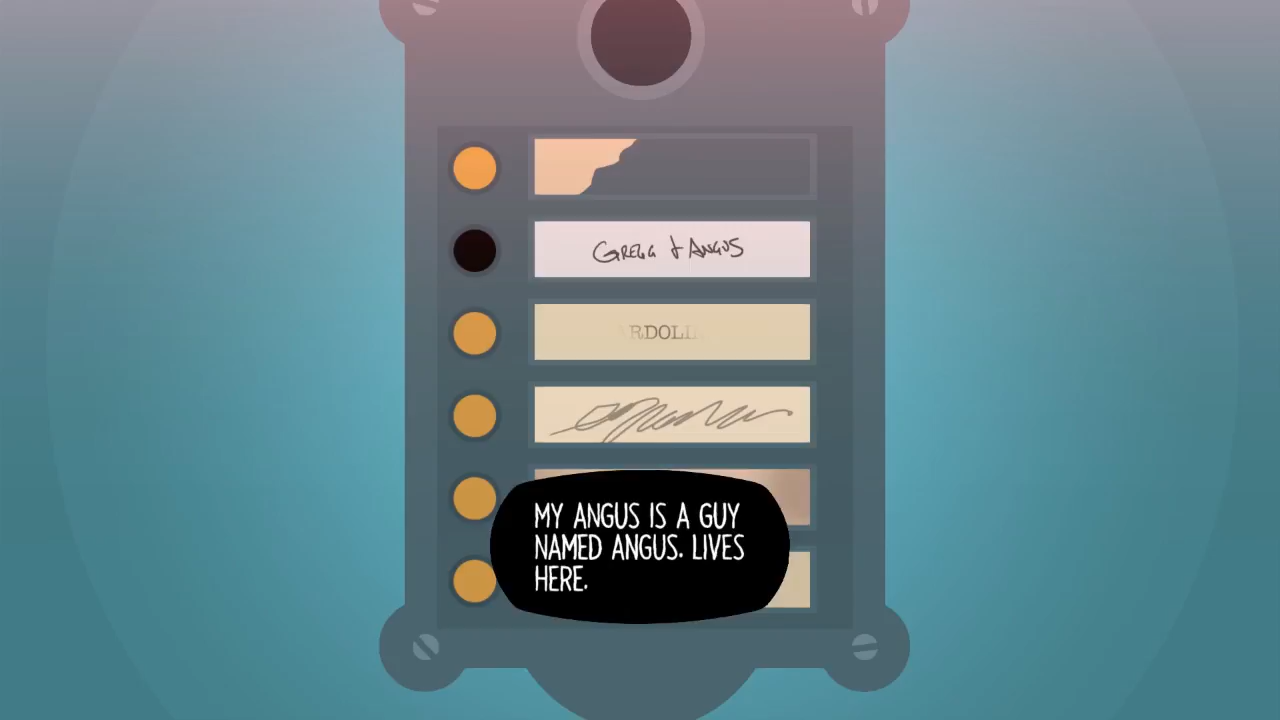 GREGG + ANGUS
RDOLI
MY ANGUS IS A GUY
NAMED ANGUS. LIVES
HERE.